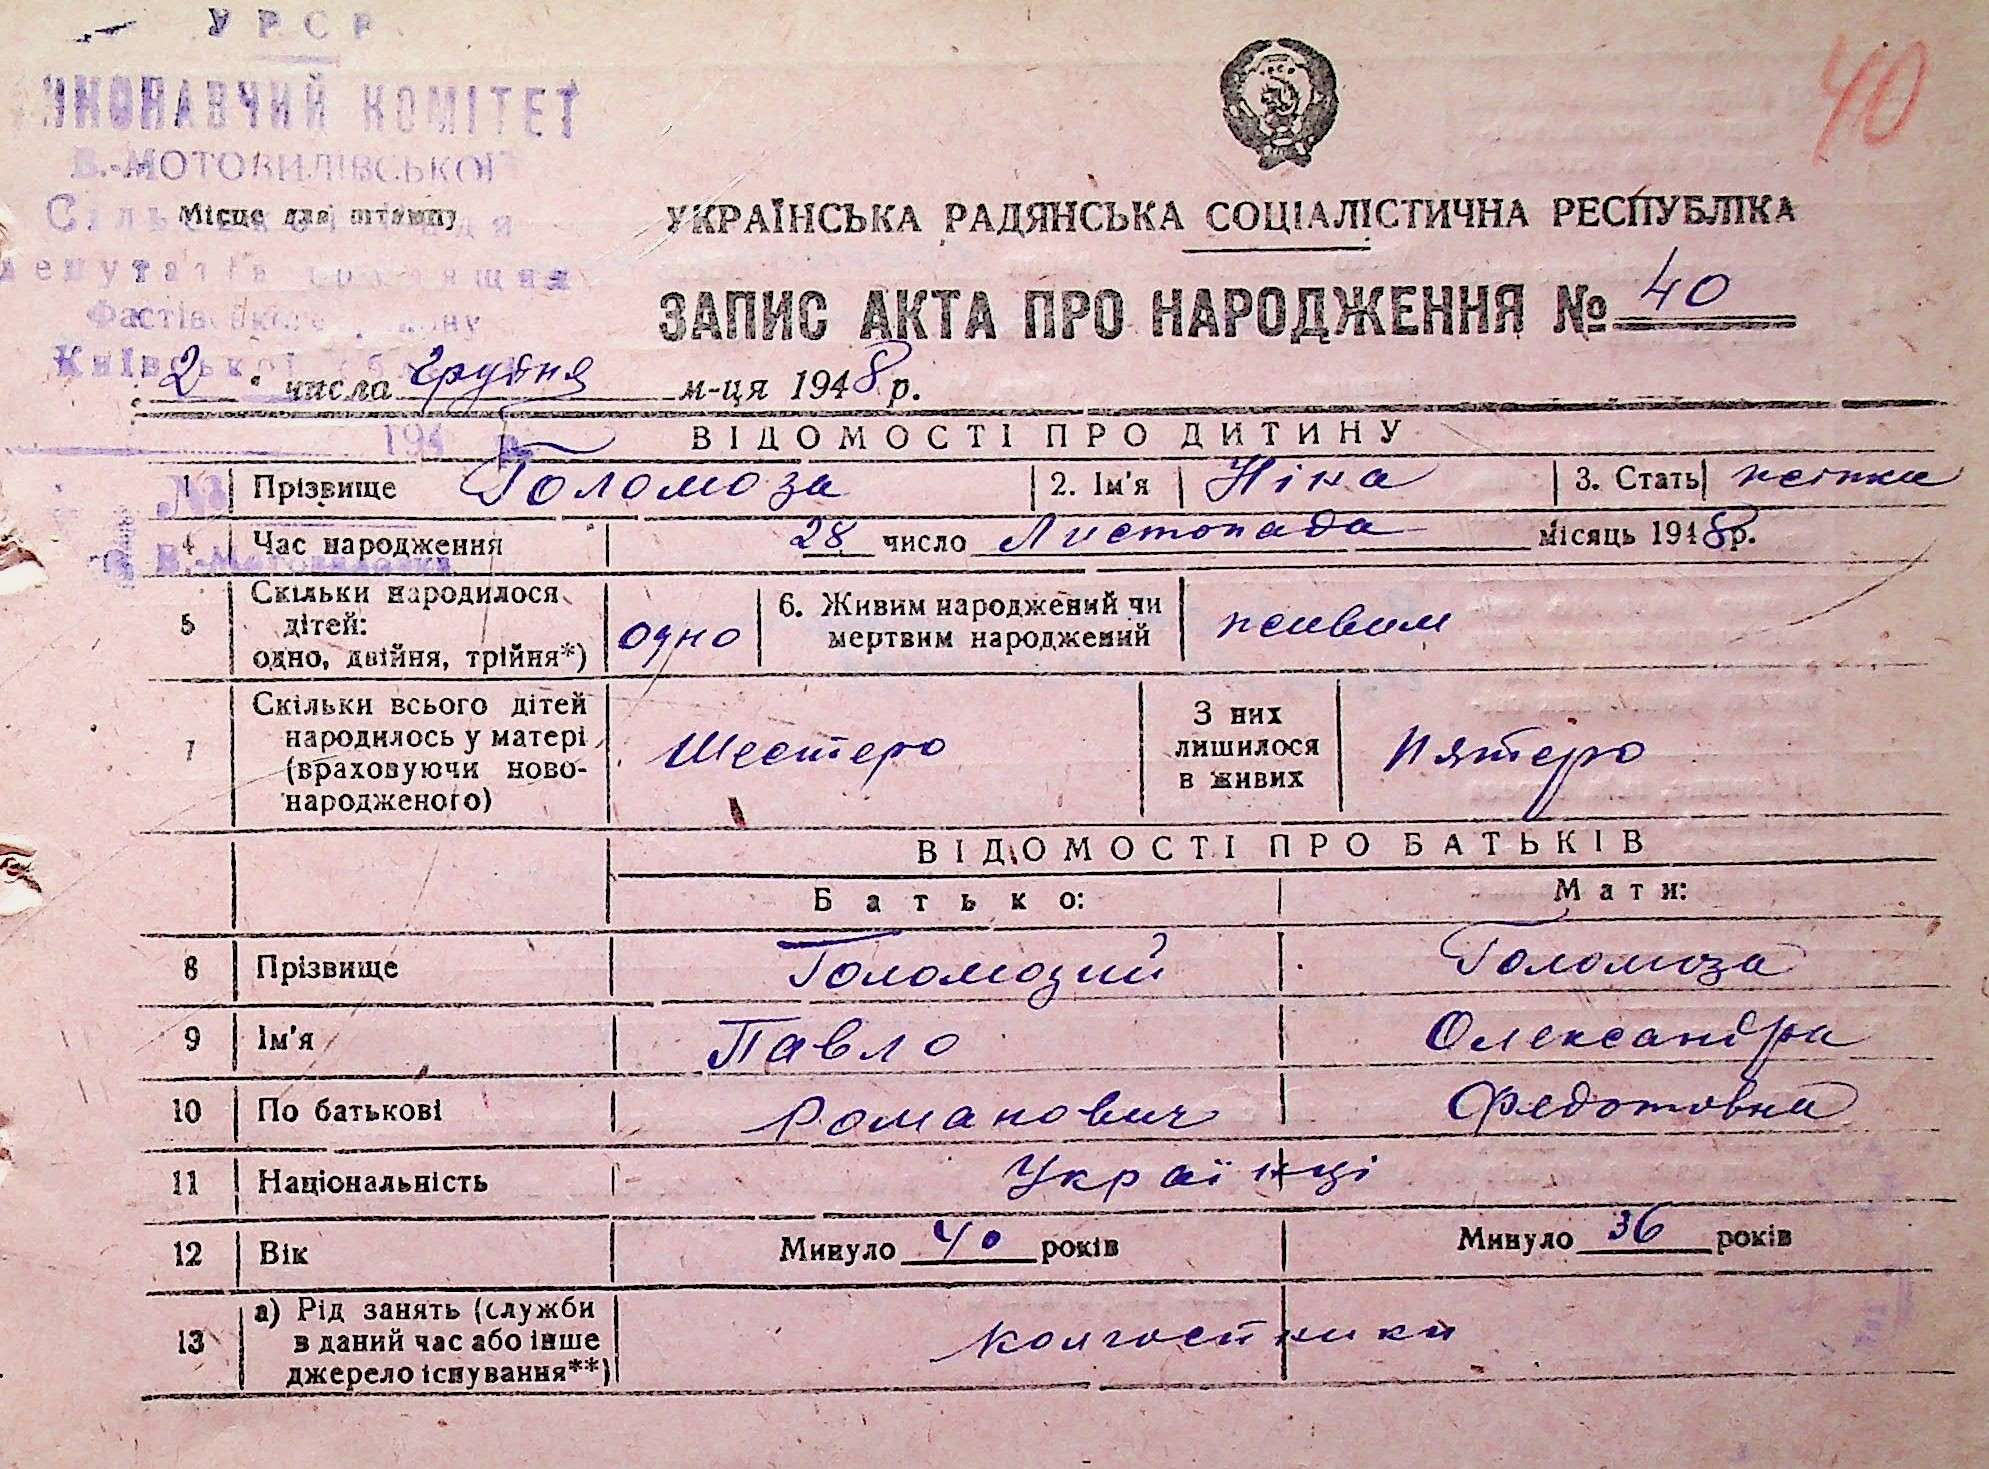 УРСР
40
ВИКОНАВЧИЙ КОМІТЕТ
В.-МОТОВИЛІВСЬКОЇ
Місце для штампу
депутатів трудящих
Фастівського району
Київської
УКРАЇНСЬКА РАДЯНСЬКА СОЦІАЛІСТИЧНА РЕСПУБЛІКА
ЗАПИС АКТА ПРО НАРОДЖЕННЯ № 40
2 числа грудня м-ця 1948 р.
194 р.
ВІДОМОСТІ ПРО ДИТИНУ
1 Прізвище Голомоза 2. Ім'я Ніна 3. Стать жінка
№
4 Час народження 28 число Листопада місяць 1948 р.
В.-Мотовилівка
5 Скільки народилося дітей: одно, двійня, трійня*) одно 6. Живим народжений чи мертвим народжений живим
7 Скільки всього дітей народилось у матері (враховуючи ново-народженого) Шестеро З них лишилося в живих Пятеро
ВІДОМОСТІ ПРО БАТЬКІВ
Батько: Мати:
8 Прізвище Голомозий Голомоза
9 Ім'я Павло Олександра
10 По батькові Романович Федотовна
11 Національність Українці
12 Вік Минуло 40 років Минуло 36 років
13 а) Рід занять (служби в даний час або інше джерело існування**) колгоспники